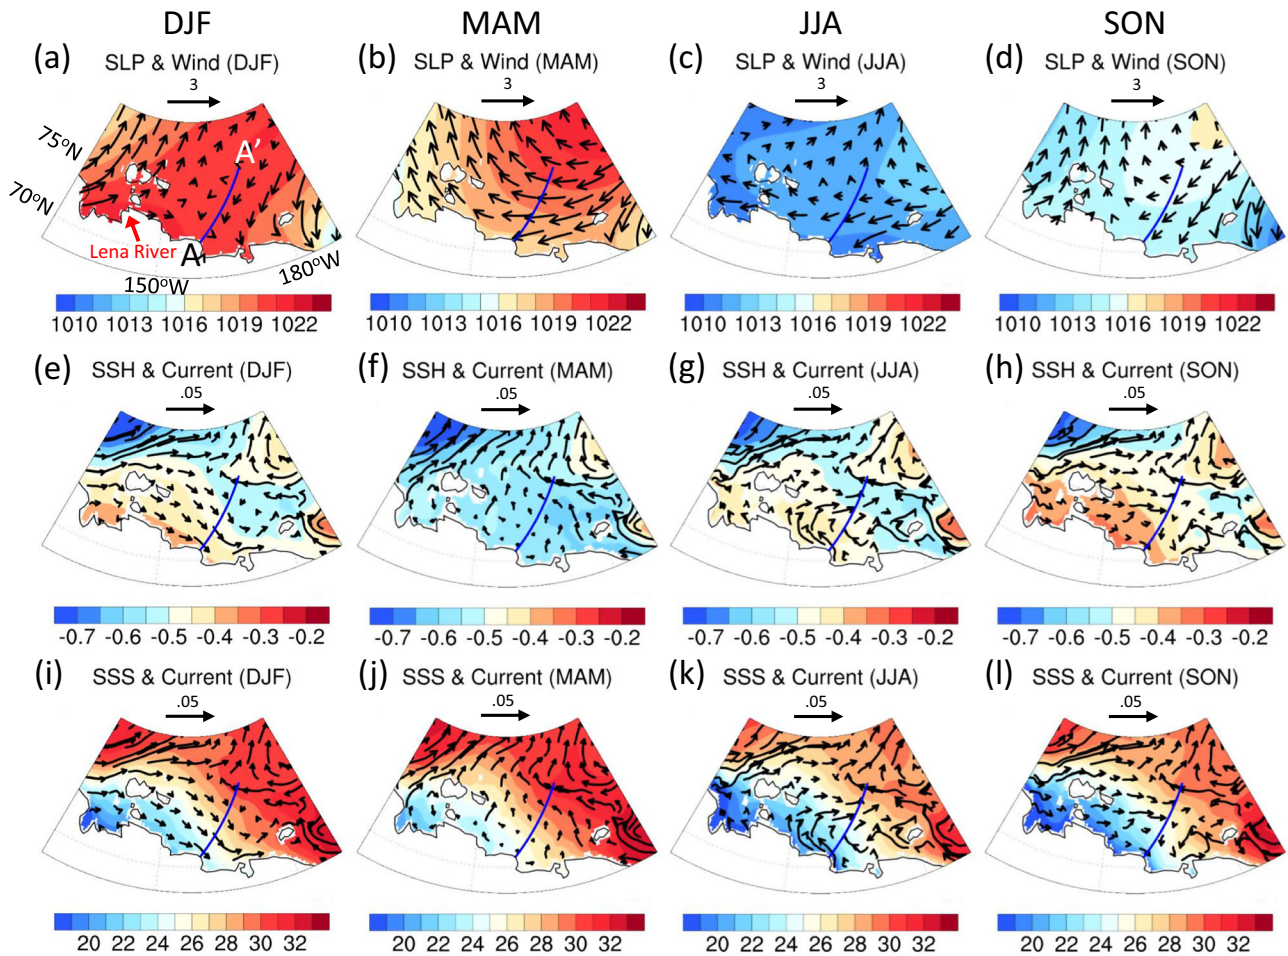 DJF MAM JJA SON
(a) SLP & Wind (DJF) (b) SLP & Wind (MAM) (c) SLP & Wind (JJA) (d) SLP & Wind (SON)
3 3 3 3
75°N
A'
70°N
Lena River A
150°W 180°W
1010 1013 1016 1019 1022 1010 1013 1016 1019 1022 1010 1013 1016 1019 1022 1010 1013 1016 1019 1022
(e) SSH & Current (DJF) (f) SSH & Current (MAM) (g) SSH & Current (JJA) (h) SSH & Current (SON)
.05 .05 .05 .05
-0.7 -0.6 -0.5 -0.4 -0.3 -0.2 -0.7 -0.6 -0.5 -0.4 -0.3 -0.2 -0.7 -0.6 -0.5 -0.4 -0.3 -0.2 -0.7 -0.6 -0.5 -0.4 -0.3 -0.2
(i) SSS & Current (DJF) (j) SSS & Current (MAM) (k) SSS & Current (JJA) (l) SSS & Current (SON)
.05 .05 .05 .05
20 22 24 26 28 30 32 20 22 24 26 28 30 32 20 22 24 26 28 30 32 20 22 24 26 28 30 32